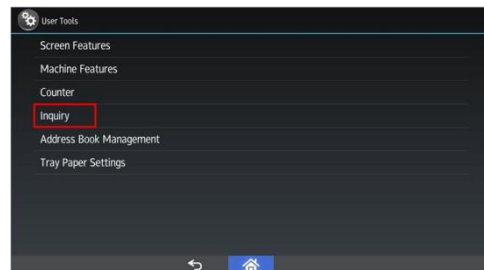 User Tools
Screen Features
Machine Features
Counter
Inquiry
Address Book Management
Tray Paper Settings